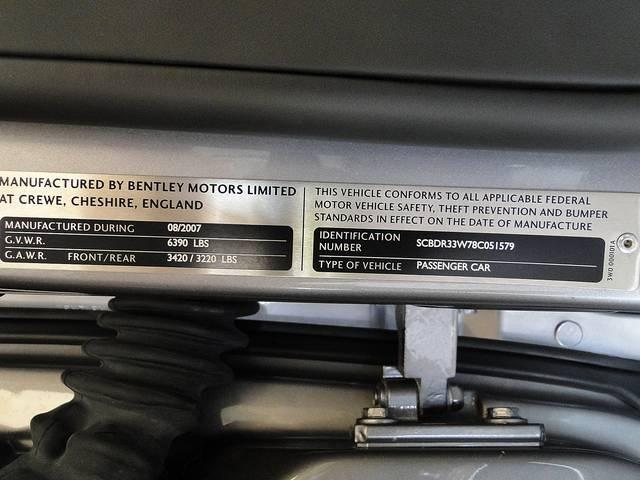 MANUFACTURED BY BENTLEY MOTORS LIMITED
AT CREWE, CHESHIRE, ENGLAND
MANUFACTURED DURING 08/2007
G.V.W.R. 6390 LBS
G.A.W.R. FRONT/REAR 3420 / 3220 LBS
THIS VEHICLE CONFORMS TO ALL APPLICABLE FEDERAL
MOTOR VEHICLE SAFETY, THEFT PREVENTION AND BUMPER
STANDARDS IN EFFECT ON THE DATE OF MANUFACTURE
IDENTIFICATION
NUMBER SCBDR33W78C051579
TYPE OF VEHICLE PASSENGER CAR
3W0 000101A